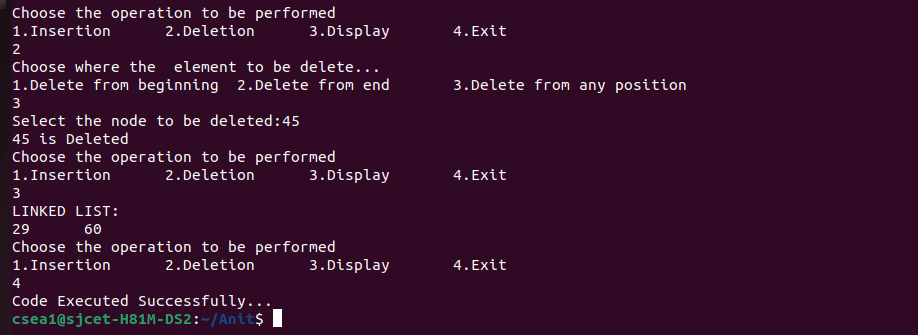 Choose the operation to be performed
1.Insertion      2.Deletion      3.Display       4.Exit
2
Choose where the  element to be delete...
1.Delete from beginning  2.Delete from end       3.Delete from any position
3
Select the node to be deleted:45
45 is Deleted
Choose the operation to be performed
1.Insertion      2.Deletion      3.Display       4.Exit
3
LINKED LIST:
29      60
Choose the operation to be performed
1.Insertion      2.Deletion      3.Display       4.Exit
4
Code Executed Successfully...
csea1@sjcet-H81M-DS2:~/Anit$